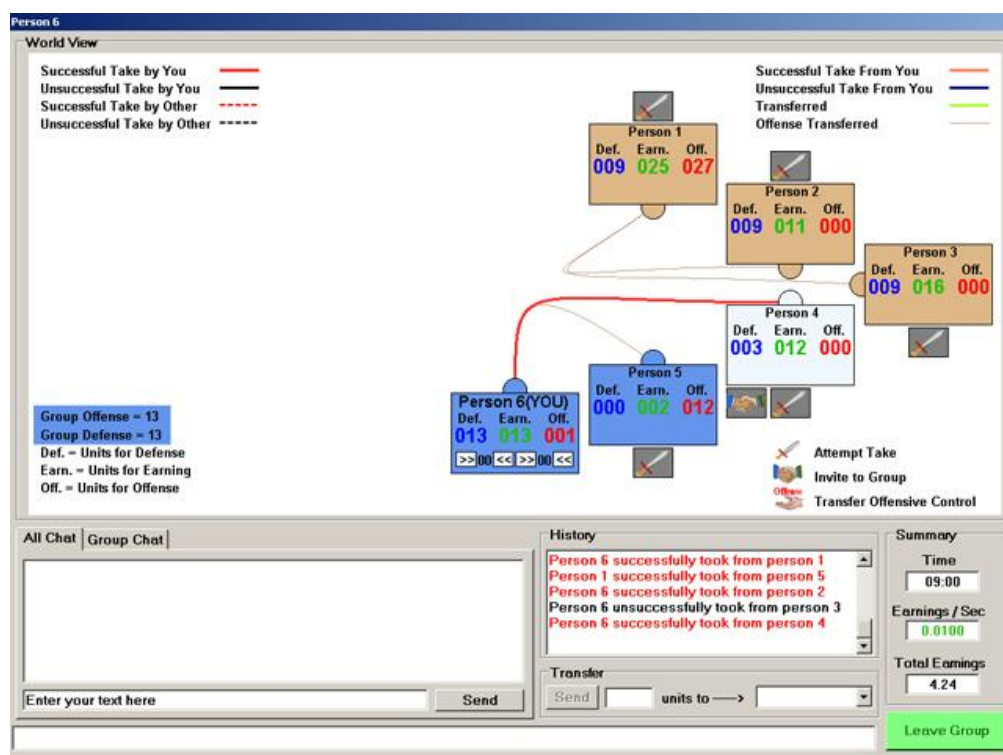 Person 6
World View
Successful Take by You
Unsuccessful Take by You
Successful Take by Other
Unsuccessful Take by Other
Successful Take From You
Unsuccessful Take From You
Transferred
Offense Transferred
Person 1
Def. Earn. Off.
009 025 027
Person 2
Def. Earn. Off.
009 011 000
Person 3
Def. Earn. Off.
009 016 000
Person 4
Def. Earn. Off.
003 012 000
Person 5
Def. Earn. Off.
000 002 012
Person 6(YOU)
Def. Earn. Off.
013 013 001
>> 00 << >> 00 <<
Group Offense = 13
Group Defense = 13
Def. = Units for Defense
Earn. = Units for Earning
Off. = Units for Offense
Attempt Take
Invite to Group
Transfer Offensive Control
All Chat
Group Chat
Enter your text here
Send
History
Person 6 successfully took from person 1
Person 1 successfully took from person 5
Person 6 successfully took from person 2
Person 6 unsuccessfully took from person 3
Person 6 successfully took from person 4
Transfer
Send
units to -->
Summary
Time
09:00
Earnings / Sec
0.0100
Total Earnings
4.24
Leave Group